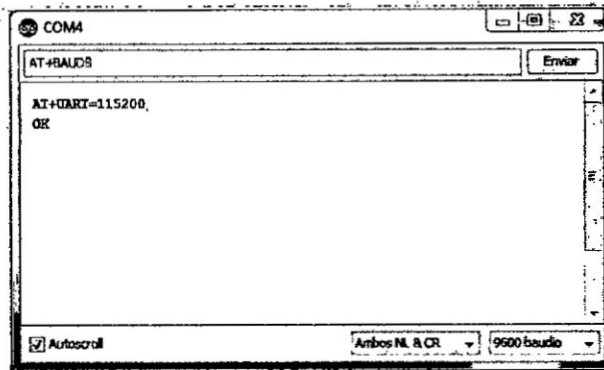 COM4
AT+BAUD8
Enviar
AT+UART=115200,
OK
Autoscroll
Ambos NL & CR
9600 baudio